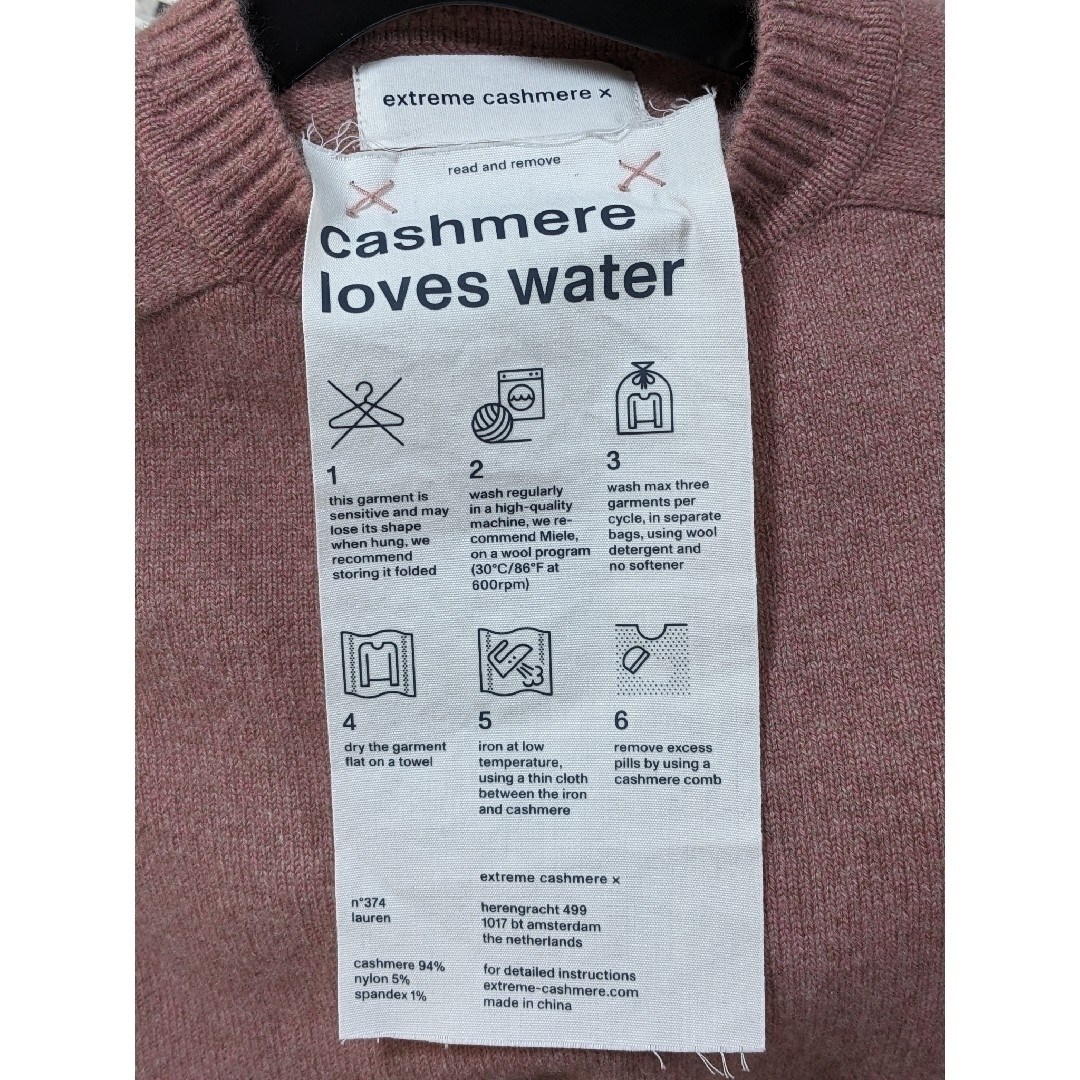 extreme cashmere x
read and remove
Cashmere
loves water
1
this garment is
sensitive and may
lose its shape
when hung, we
recommend
storing it folded
2
wash regularly
in a high-quality
machine, we re-
commend Miele,
on a wool program
(30°C/86°F at
600rpm)
3
wash max three
garments per
cycle, in separate
bags, using wool
detergent and
no softener
4
dry the garment
flat on a towel
5
iron at low
temperature,
using a thin cloth
between the iron
and cashmere
6
remove excess
pills by using a
cashmere comb
n°374
lauren
cashmere 94%
nylon 5%
spandex 1%
extreme cashmere x
herengracht 499
1017 bt amsterdam
the netherlands
for detailed instructions
extreme-cashmere.com
made in china